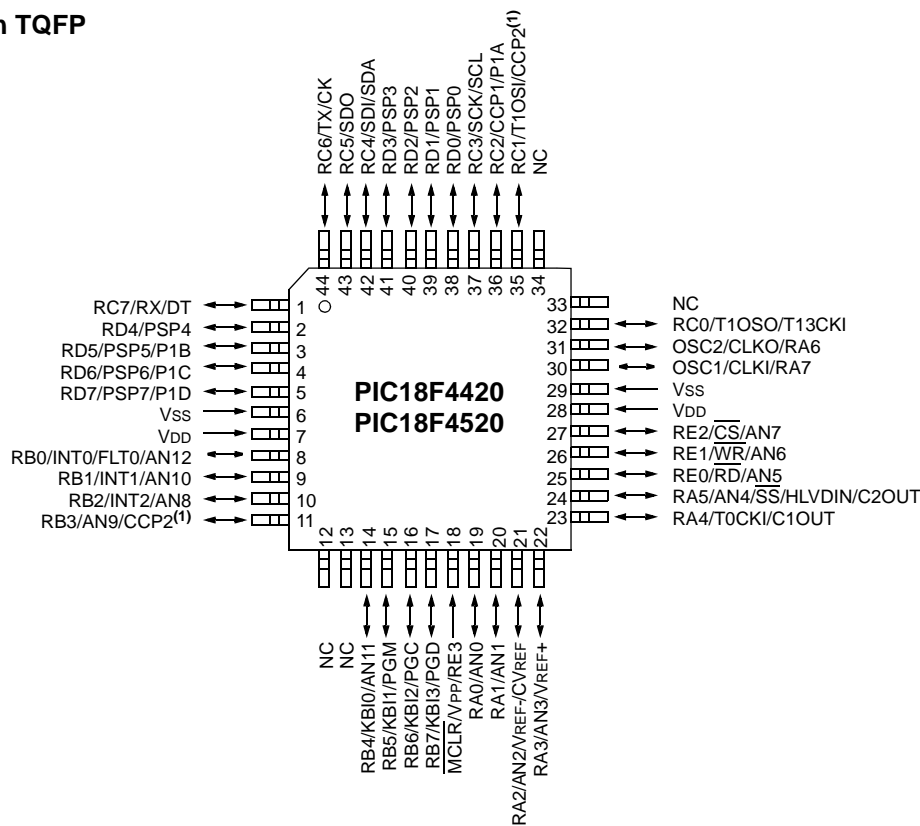 TQFP
RC6/TX/CK
RC5/SDO
RC4/SDI/SDA
RD3/PSP3
RD2/PSP2
RD1/PSP1
RD0/PSP0
RC3/SCK/SCL
RC2/CCP1/P1A
RC1/T1OSI/CCP2(1)
NC
44
43
42
41
40
39
38
37
36
35
34
RC7/RX/DT 1
RD4/PSP4 2
RD5/PSP5/P1B 3
RD6/PSP6/P1C 4
RD7/PSP7/P1D 5
VSS 6
VDD 7
RB0/INT0/FLT0/AN12 8
RB1/INT1/AN10 9
RB2/INT2/AN8 10
RB3/AN9/CCP2(1) 11
PIC18F4420
PIC18F4520
33 NC
32 RC0/T1OSO/T13CKI
31 OSC2/CLKO/RA6
30 OSC1/CLKI/RA7
29 VSS
28 VDD
27 RE2/CS/AN7
26 RE1/WR/AN6
25 RE0/RD/AN5
24 RA5/AN4/SS/HLVDIN/C2OUT
23 RA4/T0CKI/C1OUT
12
13
14
15
16
17
18
19
20
21
22
NC
NC
RB4/KBI0/AN11
RB5/KBI1/PGM
RB6/KBI2/PGC
RB7/KBI3/PGD
MCLR/VPP/RE3
RA0/AN0
RA1/AN1
RA2/AN2/VREF-/CVREF
RA3/AN3/VREF+